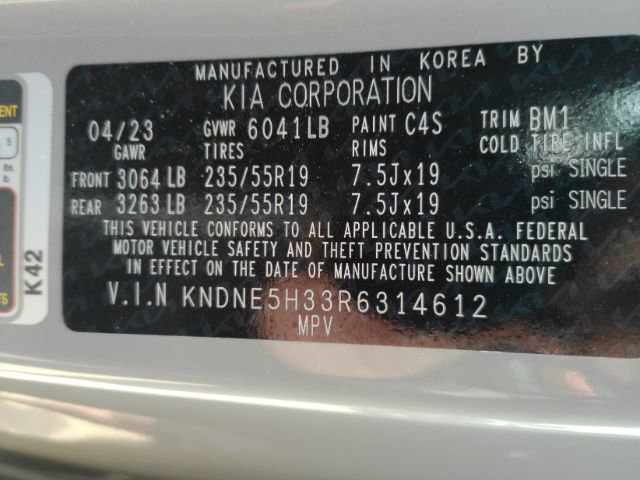 MANUFACTURED IN KOREA BY
KIA CORPORATION
04/23 GVWR 6041LB PAINT C4S TRIM BM1
GAWR TIRES RIMS COLD TIRE INFL
FRONT 3064 LB 235/55R19 7.5Jx19 psi SINGLE
REAR 3263 LB 235/55R19 7.5Jx19 psi SINGLE
THIS VEHICLE CONFORMS TO ALL APPLICABLE U.S.A. FEDERAL
MOTOR VEHICLE SAFETY AND THEFT PREVENTION STANDARDS
IN EFFECT ON THE DATE OF MANUFACTURE SHOWN ABOVE
V.I.N KNDNE5H33R6314612
MPV
K42